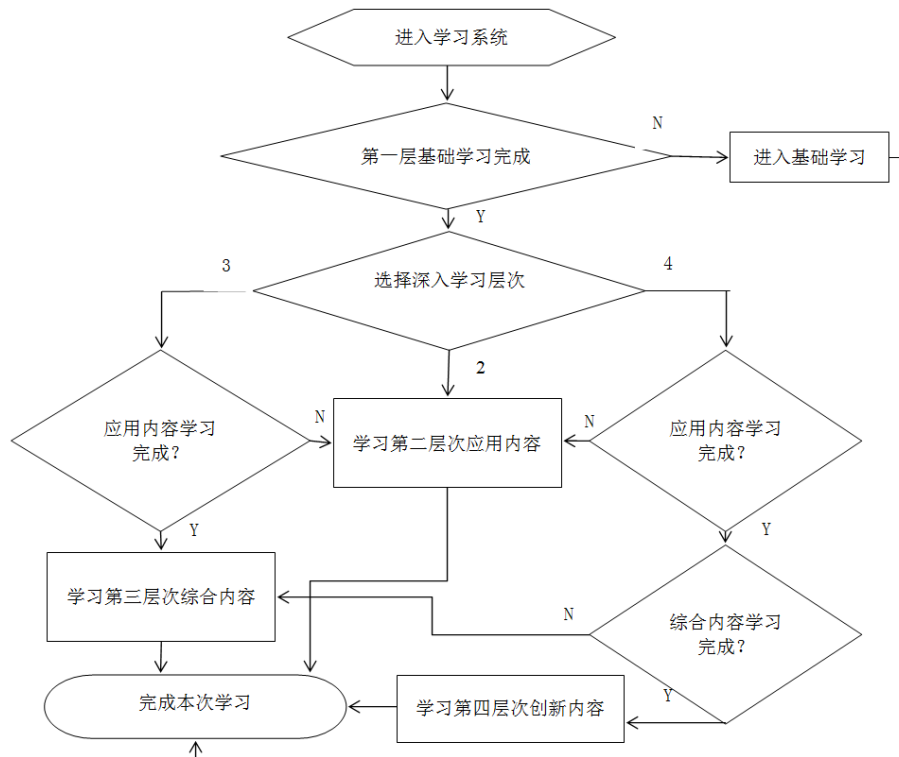 进入学习系统
N
第一层基础学习完成
进入基础学习
Y
3
选择深入学习层次
4
2
应用内容学习
完成?
N
学习第二层次应用内容
N
应用内容学习
完成?
Y
Y
学习第三层次综合内容
N
综合内容学习
完成?
Y
完成本次学习
学习第四层次创新内容